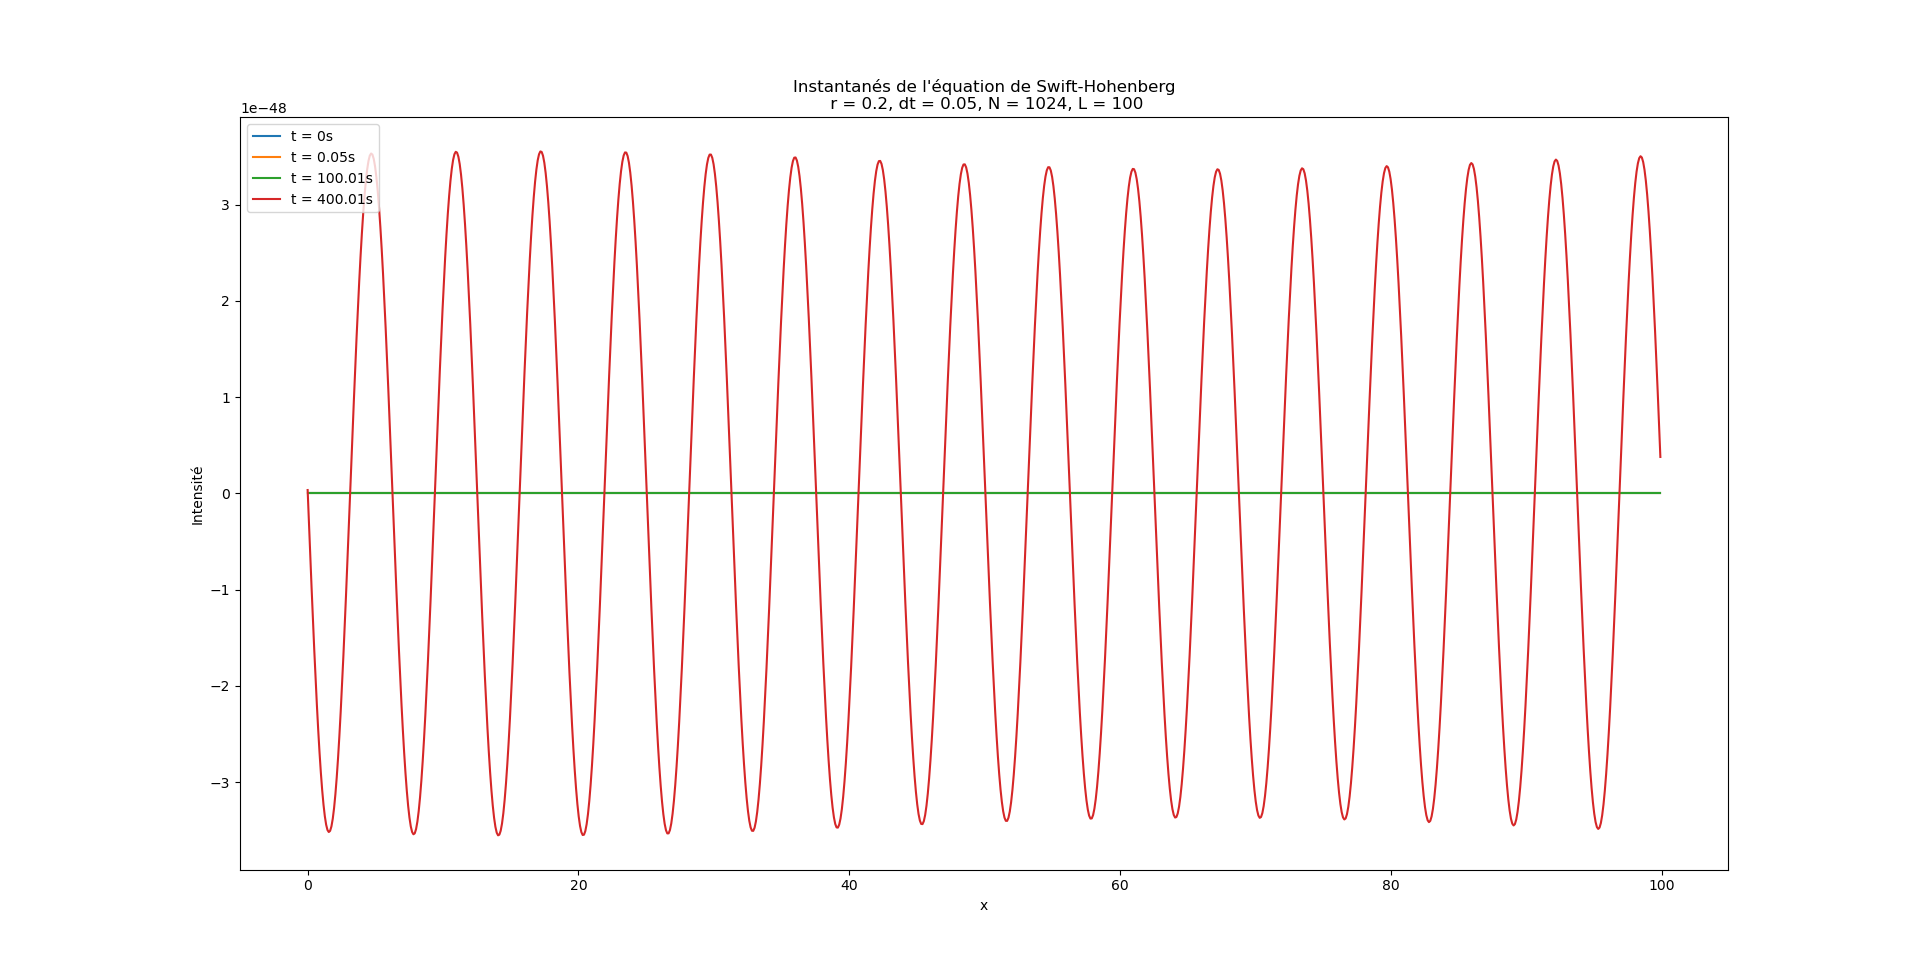 Instantanés de l'équation de Swift-Hohenberg
r = 0.2, dt = 0.05, N = 1024, L = 100
1e−48
t = 0s
t = 0.05s
t = 100.01s
t = 400.01s
3
2
1
0
−1
−2
−3
Intensité
0
20
40
60
80
100
x